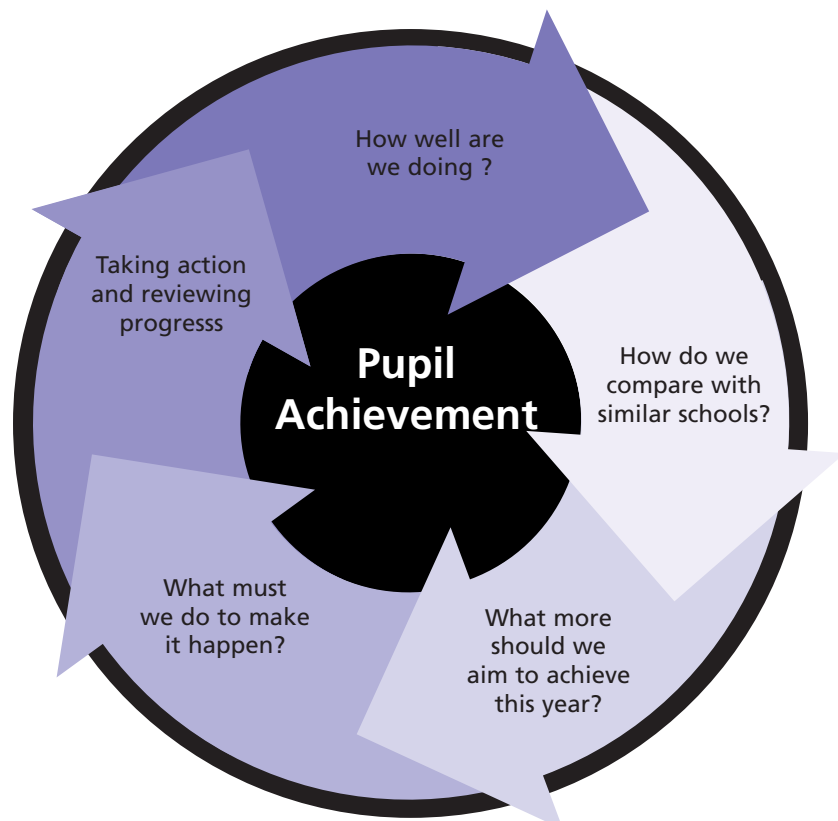 How well are
we doing ?
How do we
compare with
similar schools?
What more
should we
aim to achieve
this year?
What must
we do to make
it happen?
Taking action
and reviewing
progresss
Pupil
Achievement